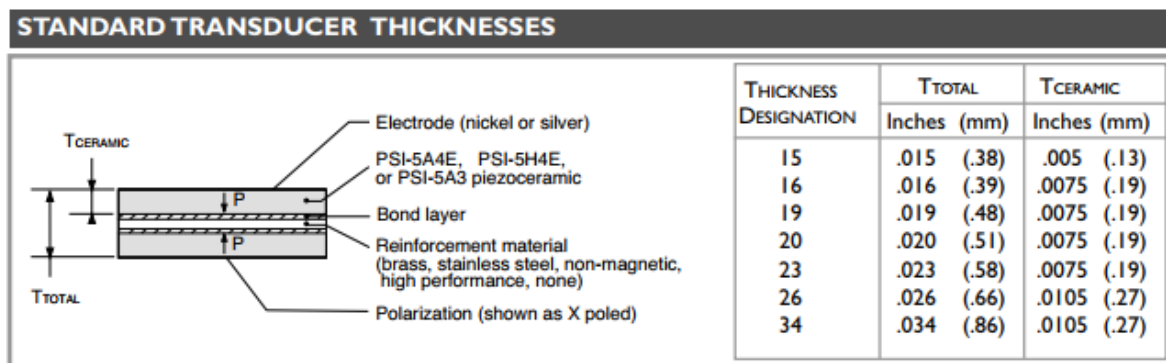 STANDARD TRANSDUCER THICKNESSES
TCERAMIC
TTOTAL
P
P
Electrode (nickel or silver)
PSI-5A4E, PSI-5H4E,
or PSI-5A3 piezoceramic
Bond layer
Reinforcement material
(brass, stainless steel, non-magnetic,
high performance, none)
Polarization (shown as X poled)
THICKNESS DESIGNATION TTOTAL TCERAMIC
Inches (mm) Inches (mm)
15 .015 (.38) .005 (.13)
16 .016 (.39) .0075 (.19)
19 .019 (.48) .0075 (.19)
20 .020 (.51) .0075 (.19)
23 .023 (.58) .0075 (.19)
26 .026 (.66) .0105 (.27)
34 .034 (.86) .0105 (.27)